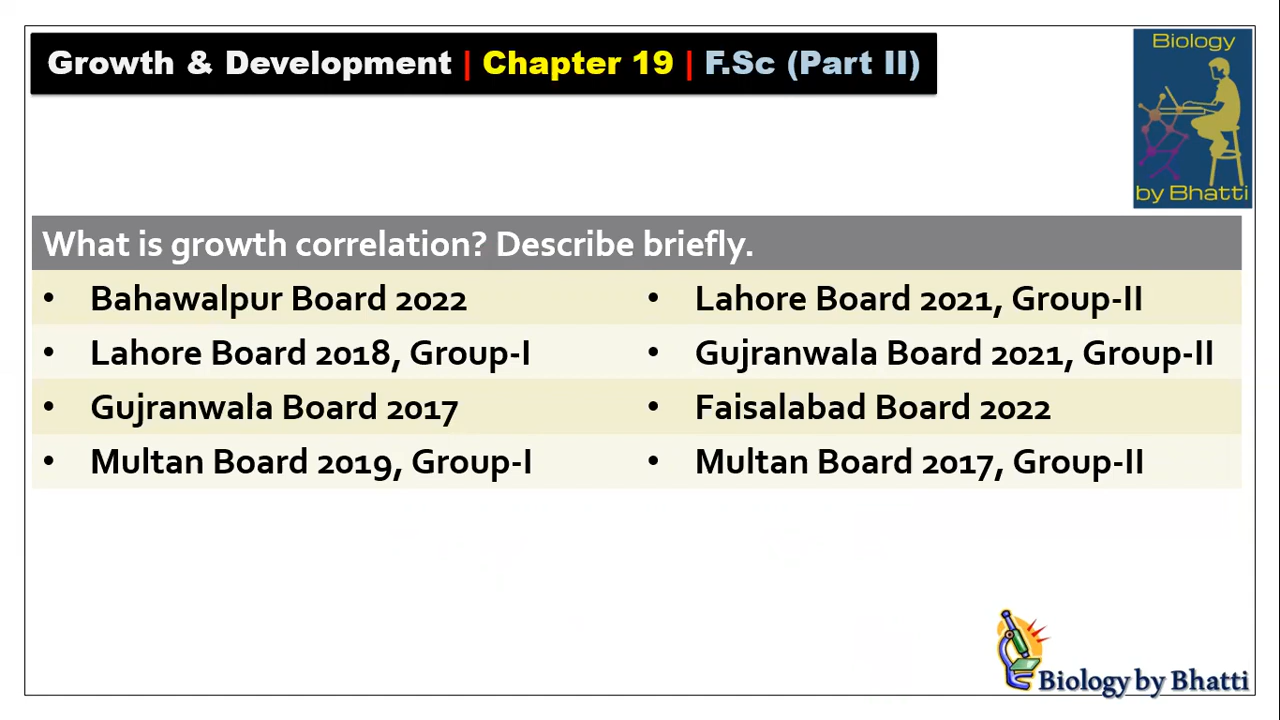 Growth & Development | Chapter 19 | F.Sc (Part II)
Biology
by Bhatti
What is growth correlation? Describe briefly.
• Bahawalpur Board 2022 • Lahore Board 2021, Group-II
• Lahore Board 2018, Group-I • Gujranwala Board 2021, Group-II
• Gujranwala Board 2017 • Faisalabad Board 2022
• Multan Board 2019, Group-I • Multan Board 2017, Group-II
Biology by Bhatti